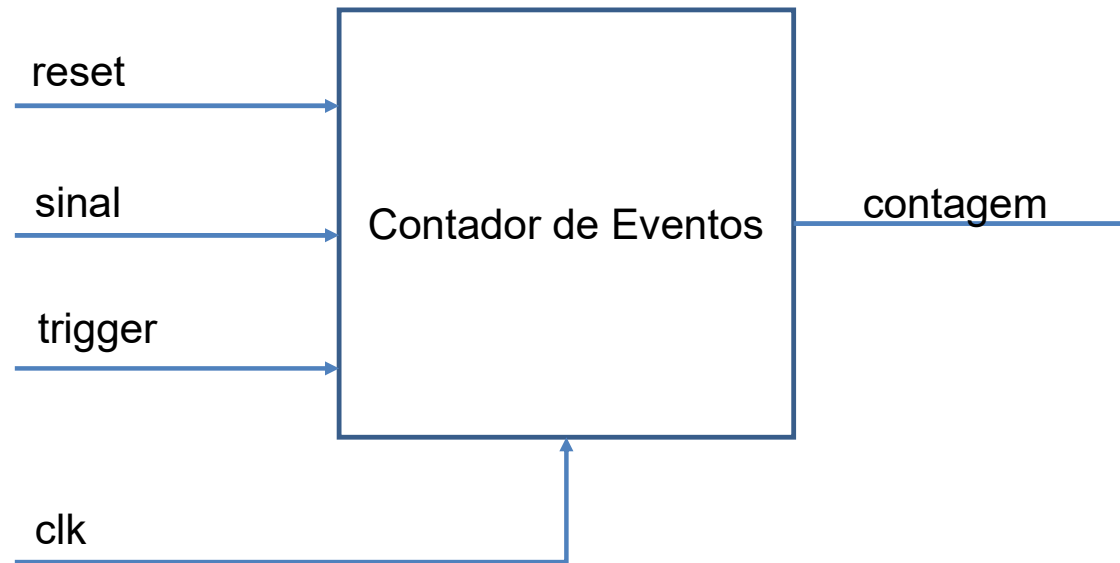 reset
sinal
Contador de Eventos
contagem
trigger
clk